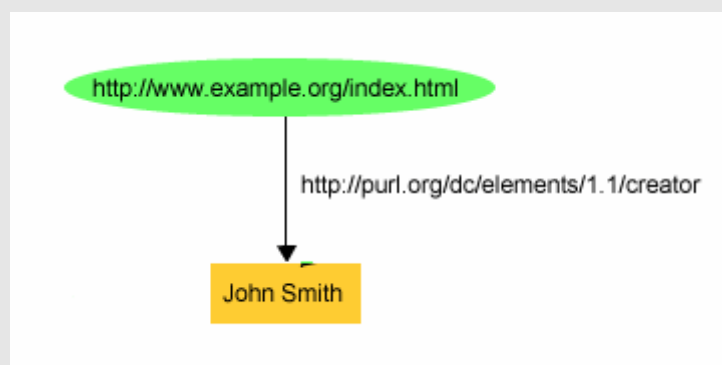 http://www.example.org/index.html
http://purl.org/dc/elements/1.1/creator
John Smith